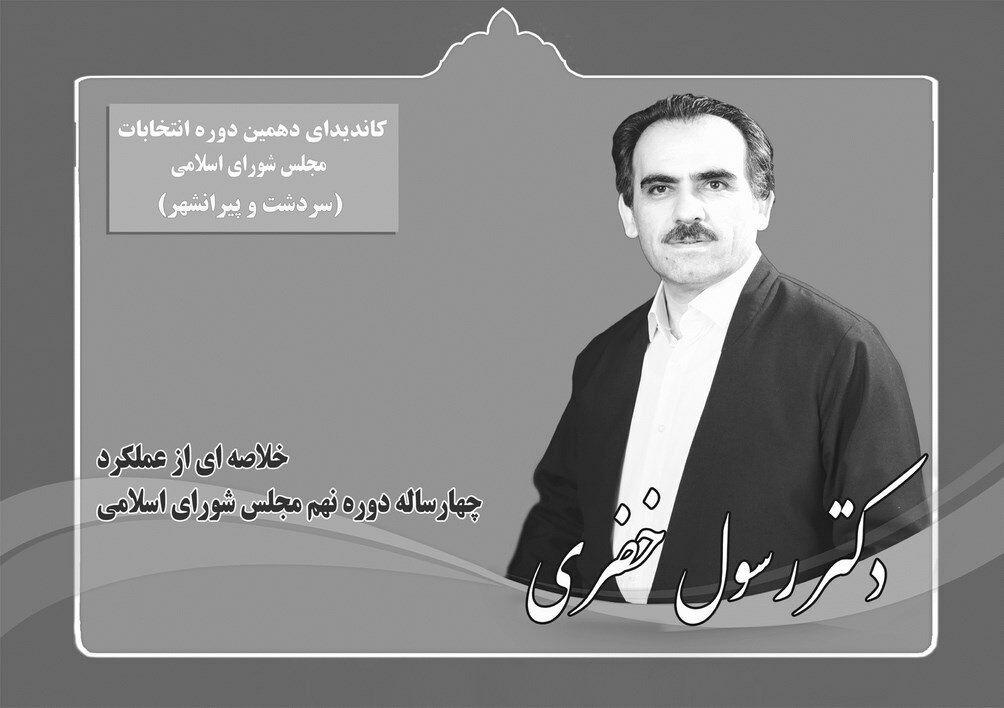 کاندیدای دهمین دوره انتخابات
مجلس شورای اسلامی
(سردشت و پیرانشهر)
خلاصه ای از عملکرد
چهارساله دوره نهم مجلس شورای اسلامی
دکتر رسول خضری